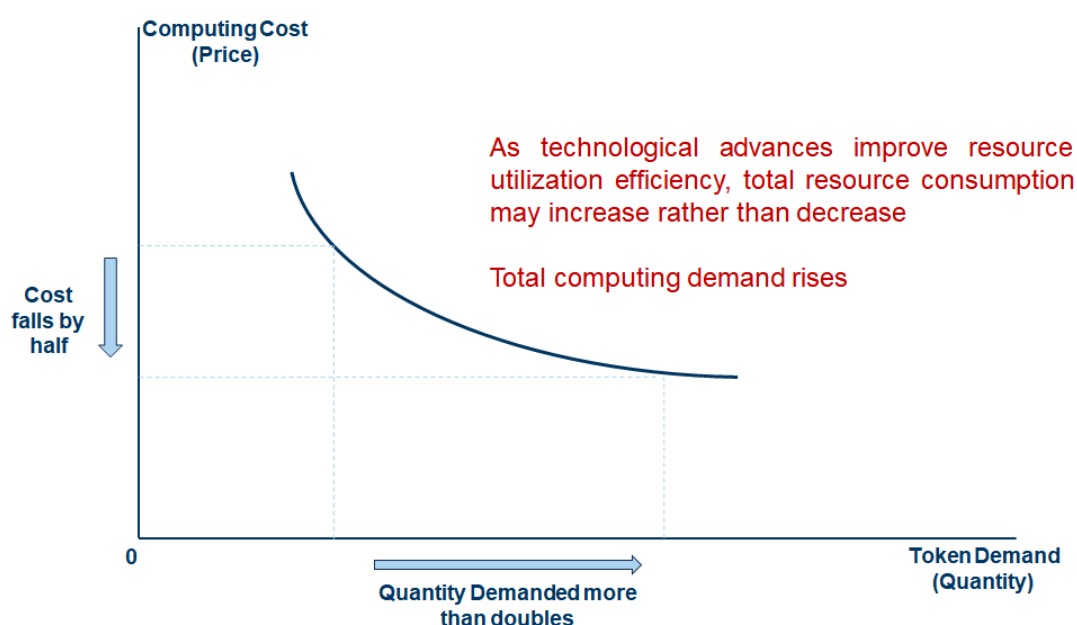 Computing Cost
(Price)
As technological advances improve resource
utilization efficiency, total resource consumption
may increase rather than decrease
Total computing demand rises
Cost
falls by
half
0
Token Demand
(Quantity)
Quantity Demanded more
than doubles